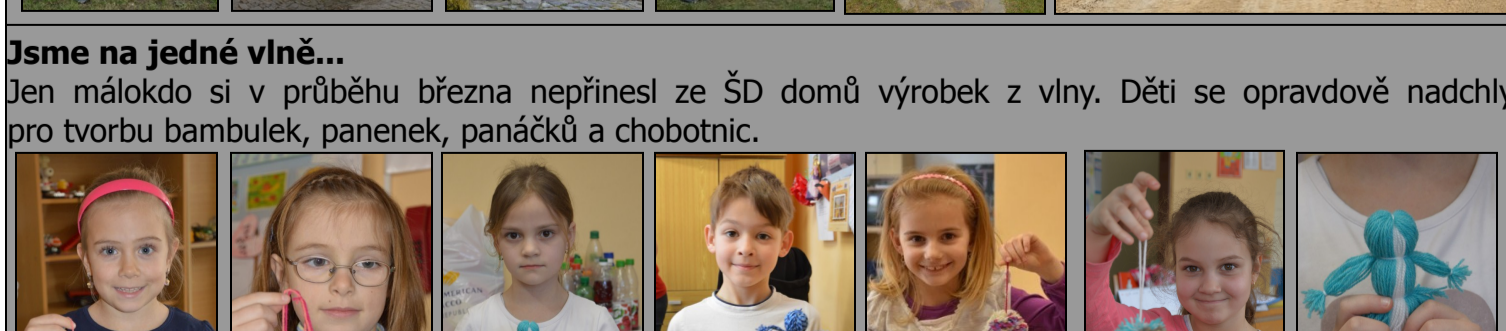 Jsme na jedné vlně...
Jen málokdo si v průběhu března nepřinesl ze ŠD domů výrobek z vlny. Děti se opravdově nadchly
pro tvorbu bambulek, panenek, panáčků a chobotnic.